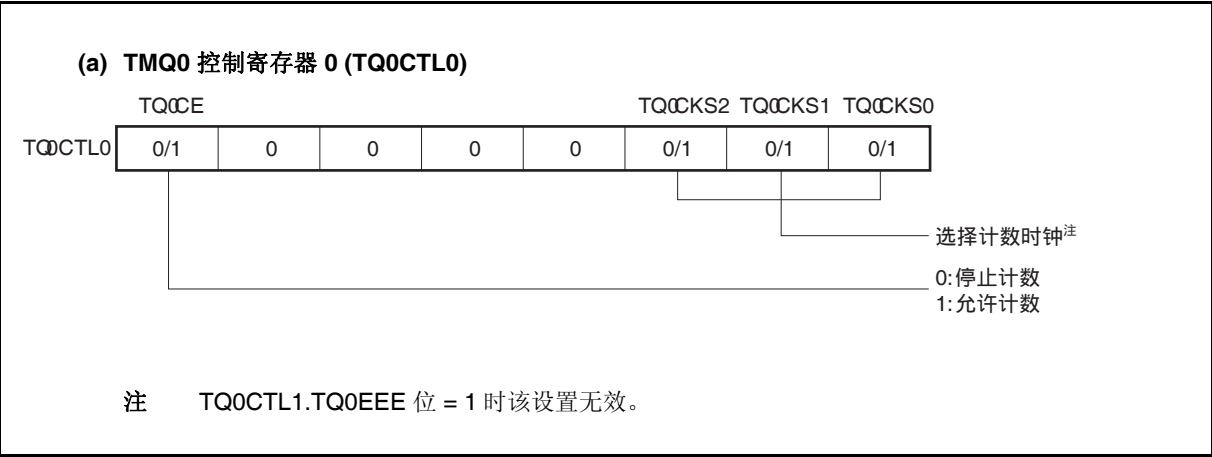 (a) TMQ0 控制寄存器 0 (TQ0CTL0)
TQ0CE TQ0CKS2 TQ0CKS1 TQ0CKS0
TQ0CTL0 0/1 0 0 0 0 0/1 0/1 0/1
选择计数时钟注
0:停止计数
1:允许计数
注 TQ0CTL1.TQ0EEE 位 = 1 时该设置无效。